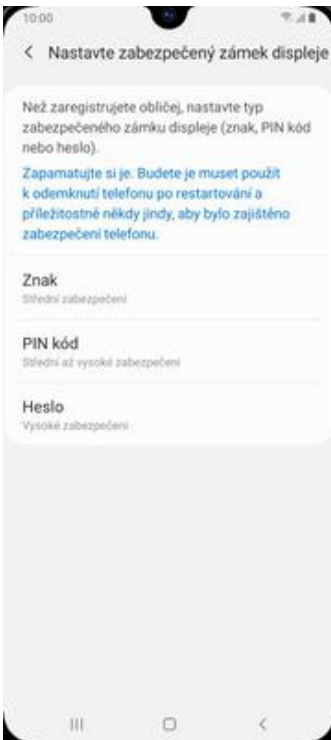 10:00
Nastavte zabezpečený zámek displeje
Než zaregistrujete obličej, nastavte typ
zabezpečeného zámku displeje (znak, PIN kód
nebo heslo).
Zapamatujte si je. Budete je muset použít
k odemknutí telefonu po restartování a
příležitostné někdy jindy, aby bylo zajištěno
zabezpečení telefonu.
Znak
Střední zabezpečení
PIN kód
Střední až vysoké zabezpečení
Heslo
Vysoké zabezpečení